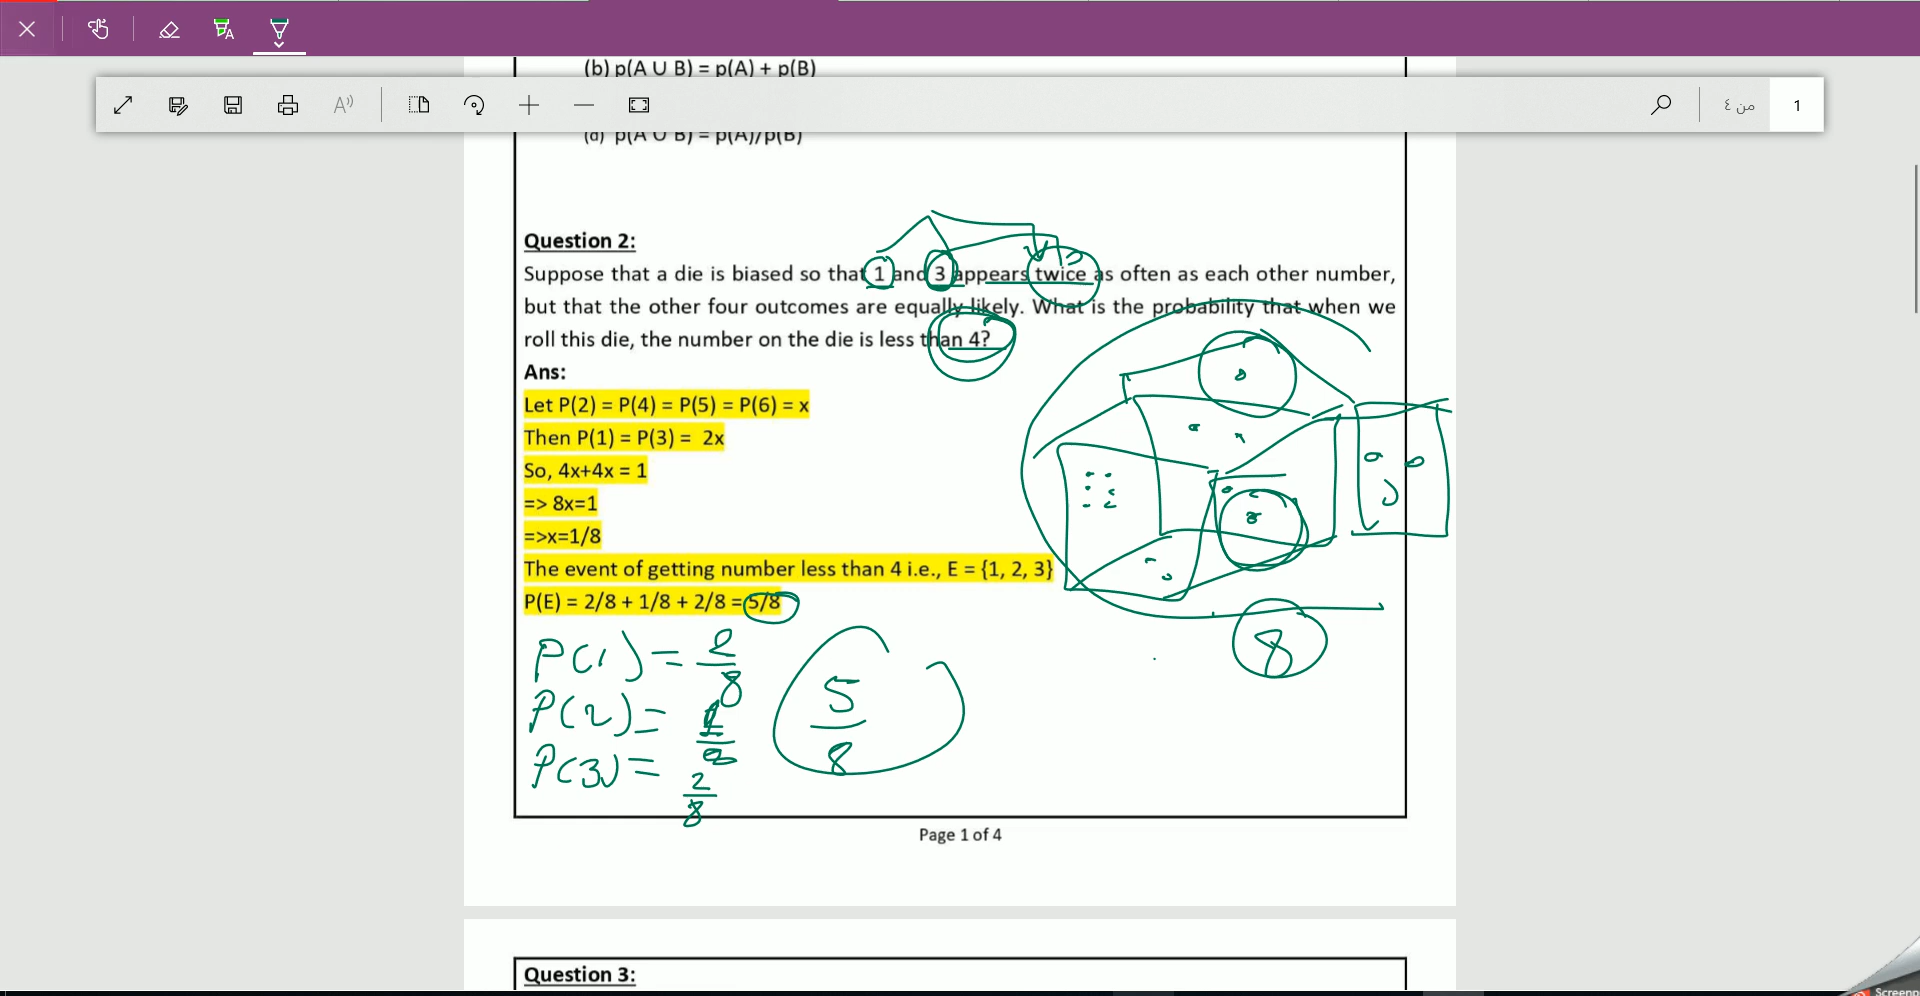 (b) p(A ∪ B) = p(A) + p(B)
من ٤ 1
(d) p(A ∪ B) = p(A)/p(B)
Question 2:
Suppose that a die is biased so that 1 and 3 appears twice as often as each other number,
but that the other four outcomes are equally likely. What is the probability that when we
roll this die, the number on the die is less than 4?
Ans:
Let P(2) = P(4) = P(5) = P(6) = x
Then P(1) = P(3) = 2x
So, 4x+4x = 1
=> 8x=1
=>x=1/8
The event of getting number less than 4 i.e., E = {1, 2, 3}
P(E) = 2/8 + 1/8 + 2/8 = 5/8
8
P(1) = 2/8
P(2) =
P(3) = 2/8
5/8
Page 1 of 4
Question 3: